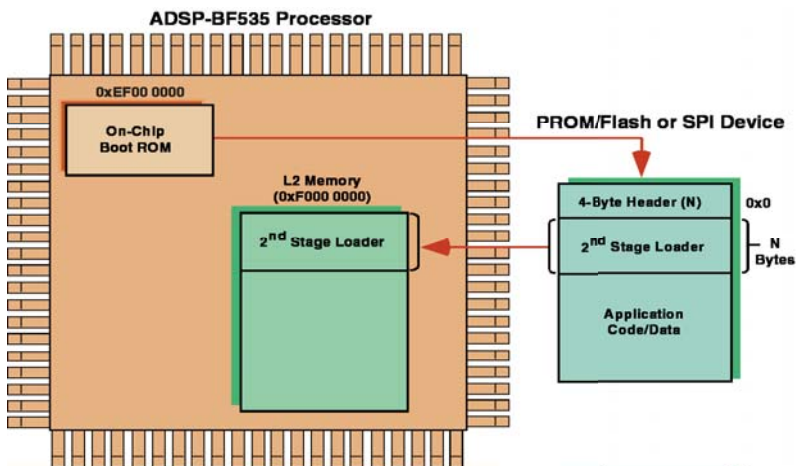 ADSP-BF535 Processor
0xEF00 0000
On-Chip
Boot ROM
PROM/Flash or SPI Device
L2 Memory
(0xF000 0000)
2nd Stage Loader
4-Byte Header (N)
0x0
2nd Stage Loader
N
Bytes
Application
Code/Data